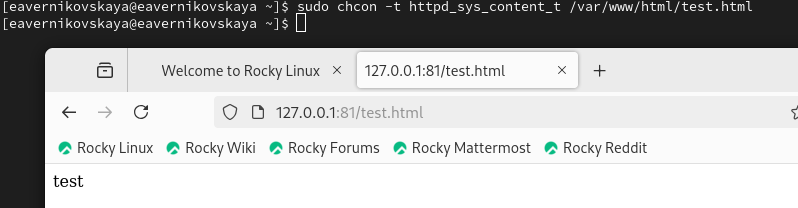 [eavernikovskaya@eavernikovskaya ~]$ sudo chcon -t httpd_sys_content_t /var/www/html/test.html
[eavernikovskaya@eavernikovskaya ~]$
Welcome to Rocky Linux × 127.0.0.1:81/test.html × +
127.0.0.1:81/test.html
Rocky Linux Rocky Wiki Rocky Forums Rocky Mattermost Rocky Reddit
test